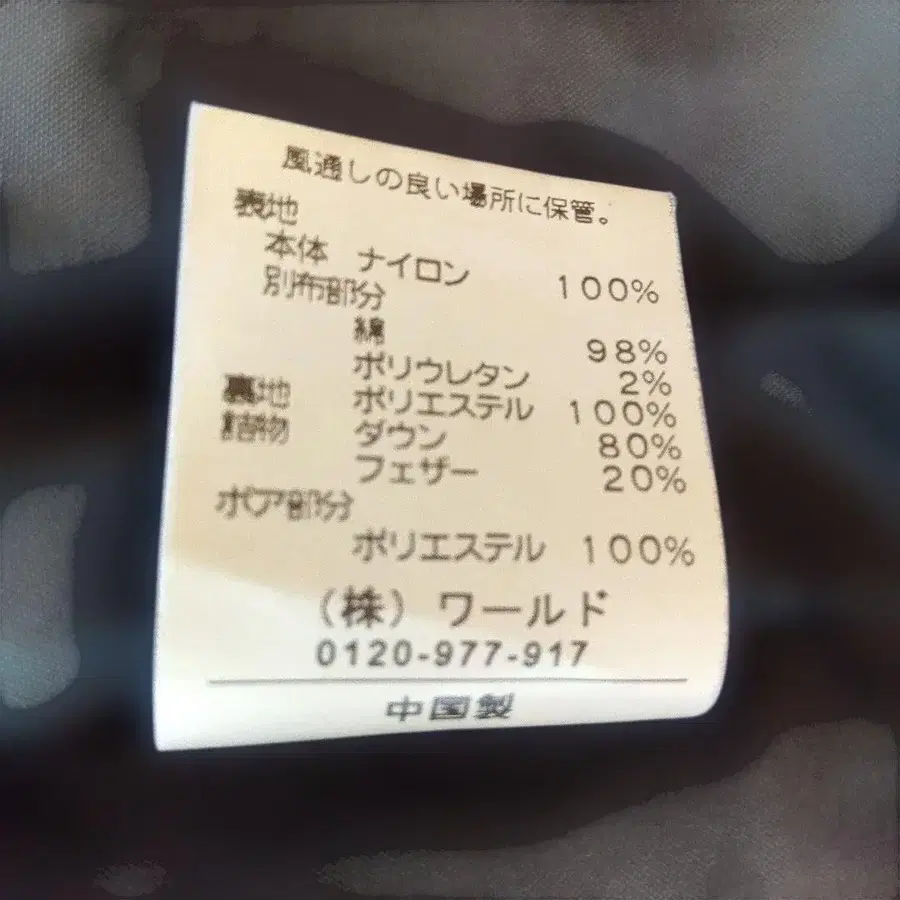 風通しの良い場所に保管。
表地
本体 ナイロン 100%
別布部分
綿 98%
ポリウレタン 2%
裏地 ポリエステル 100%
詰物 ダウン 80%
フェザー 20%
ボア部分
ポリエステル 100%
(株) ワールド
0120-977-917
中国製